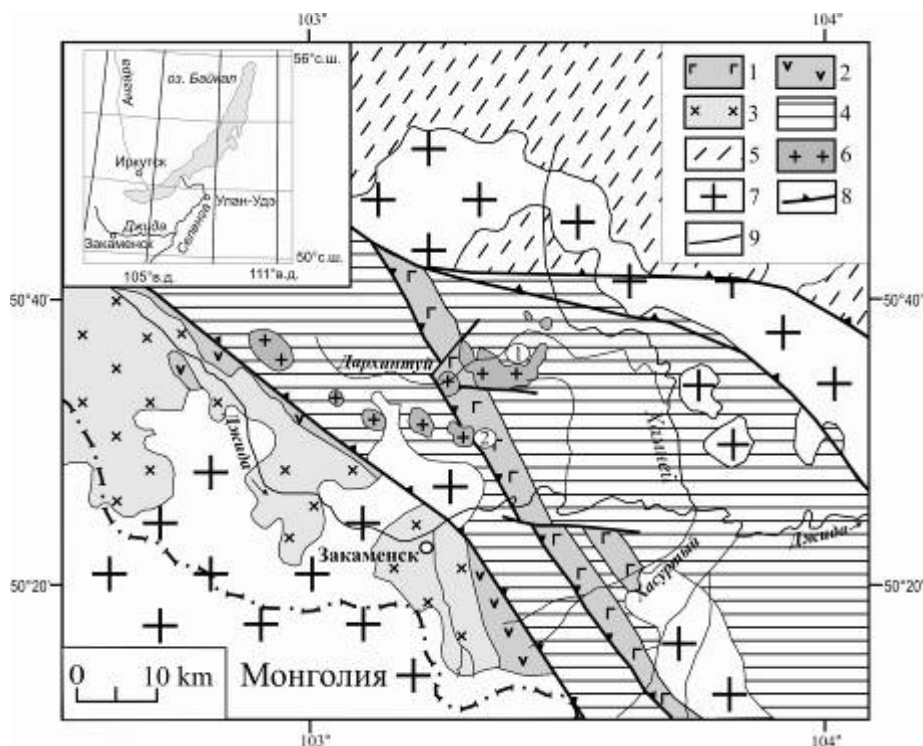 103°
104°
56°с.ш.
оз. Байкал
Ангара
Иркутск
Улан-Удэ
Селенга
Джида
Закаменск
50°с.ш.
105°в.д.
111°в.д.
1
2
3
4
5
6
7
8
9
50°40'
50°40'
1
Дархинтуй
2
Джида
Хамней
Джида
Закаменск
Хасуртый
50°20'
50°20'
0
10 km
Монголия
103°
104°